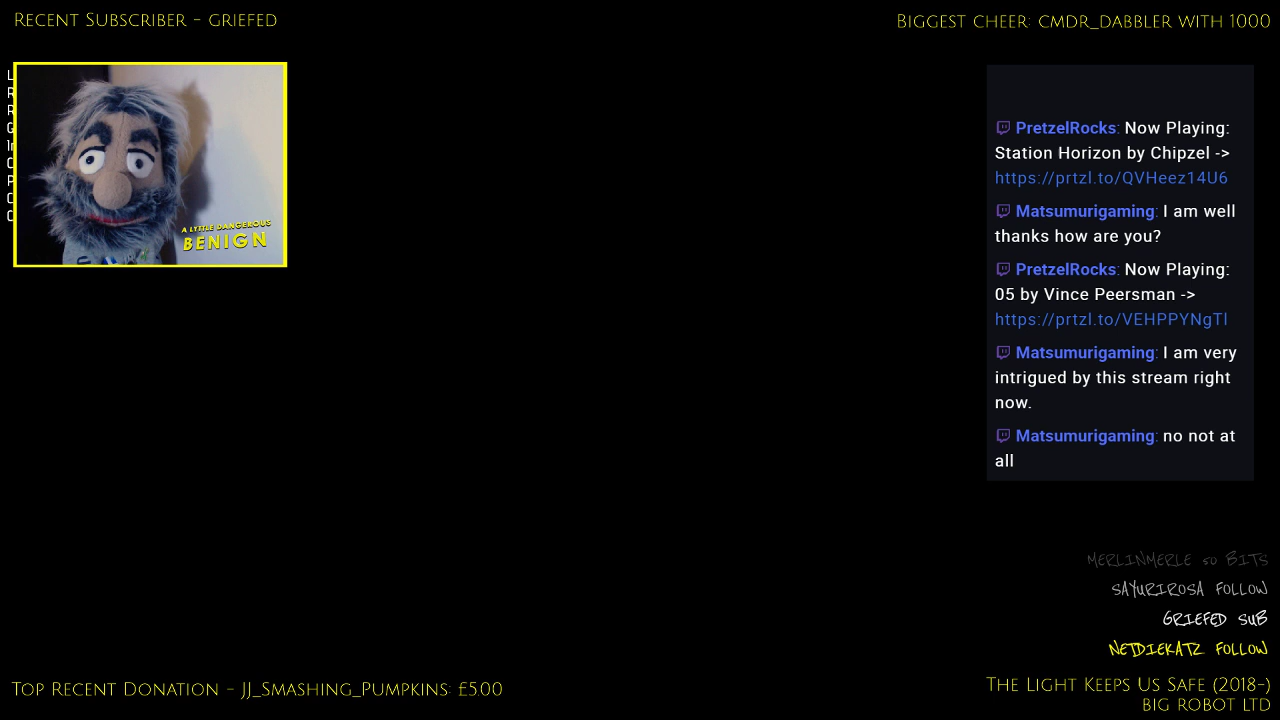 Recent Subscriber - griefed
Biggest cheer: cmdr_dabbler with 1000
L
R
R
G
In
C
P
C
C
A LYTTLE DANGEROUS
BENIGN
PretzelRocks: Now Playing:
Station Horizon by Chipzel ->
https://prtzl.to/QVHeez14U6
Matsumurigaming: I am well
thanks how are you?
PretzelRocks: Now Playing:
05 by Vince Peersman ->
https://prtzl.to/VEHPPYNgTl
Matsumurigaming: I am very
intrigued by this stream right
now.
Matsumurigaming: no not at
all
MERLINMERLE 50 BITS
SAYURIROSA FOLLOW
GRIEFED SUB
NETDIEKATZ FOLLOW
Top Recent Donation - JJ_Smashing_Pumpkins: £5.00
The Light Keeps Us Safe (2018-)
BIG ROBOT LTD